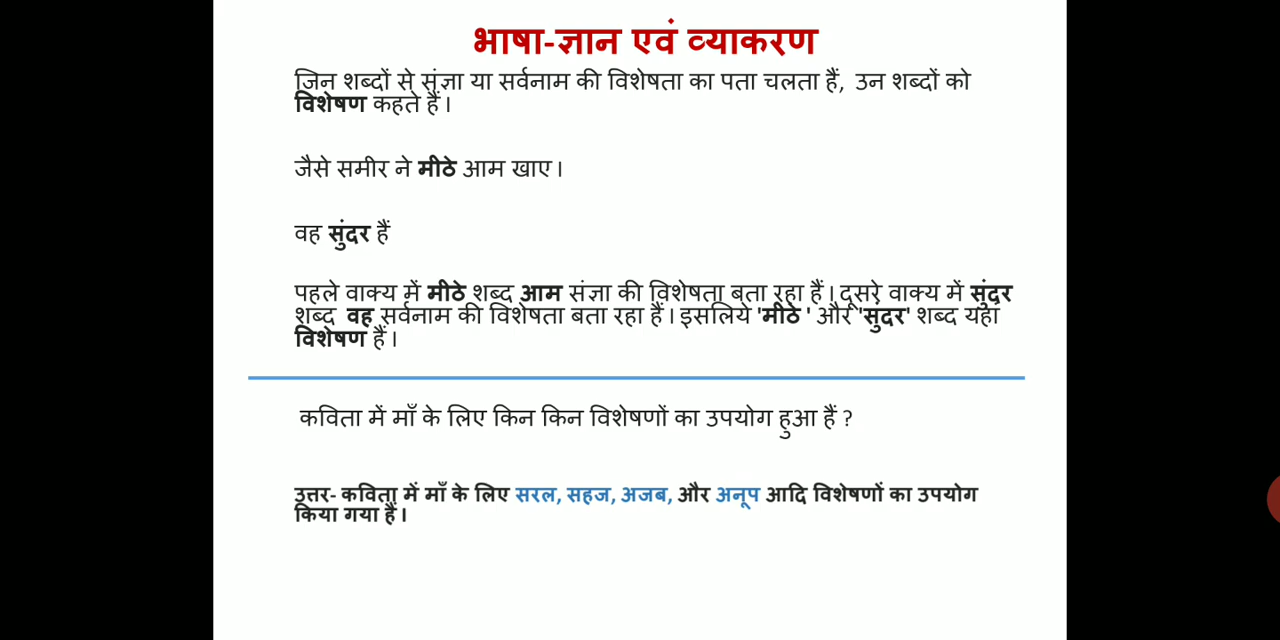 भाषा-ज्ञान एवं व्याकरण
जिन शब्दों से संज्ञा या सर्वनाम की विशेषता का पता चलता हैं, उन शब्दों को
विशेषण कहते हैं ।
जैसे समीर ने मीठे आम खाए ।
वह सुंदर हैं
पहले वाक्य में मीठे शब्द आम संज्ञा की विशेषता बता रहा हैं । दूसरे वाक्य में सुंदर
शब्द वह सर्वनाम की विशेषता बता रहा हैं । इसलिये 'मीठे ' और 'सुंदर' शब्द यहाँ
विशेषण हैं ।
कविता में माँ के लिए किन किन विशेषणों का उपयोग हुआ हैं ?
उत्तर- कविता में माँ के लिए सरल, सहज, अजब, और अनूप आदि विशेषणों का उपयोग
किया गया हैं ।